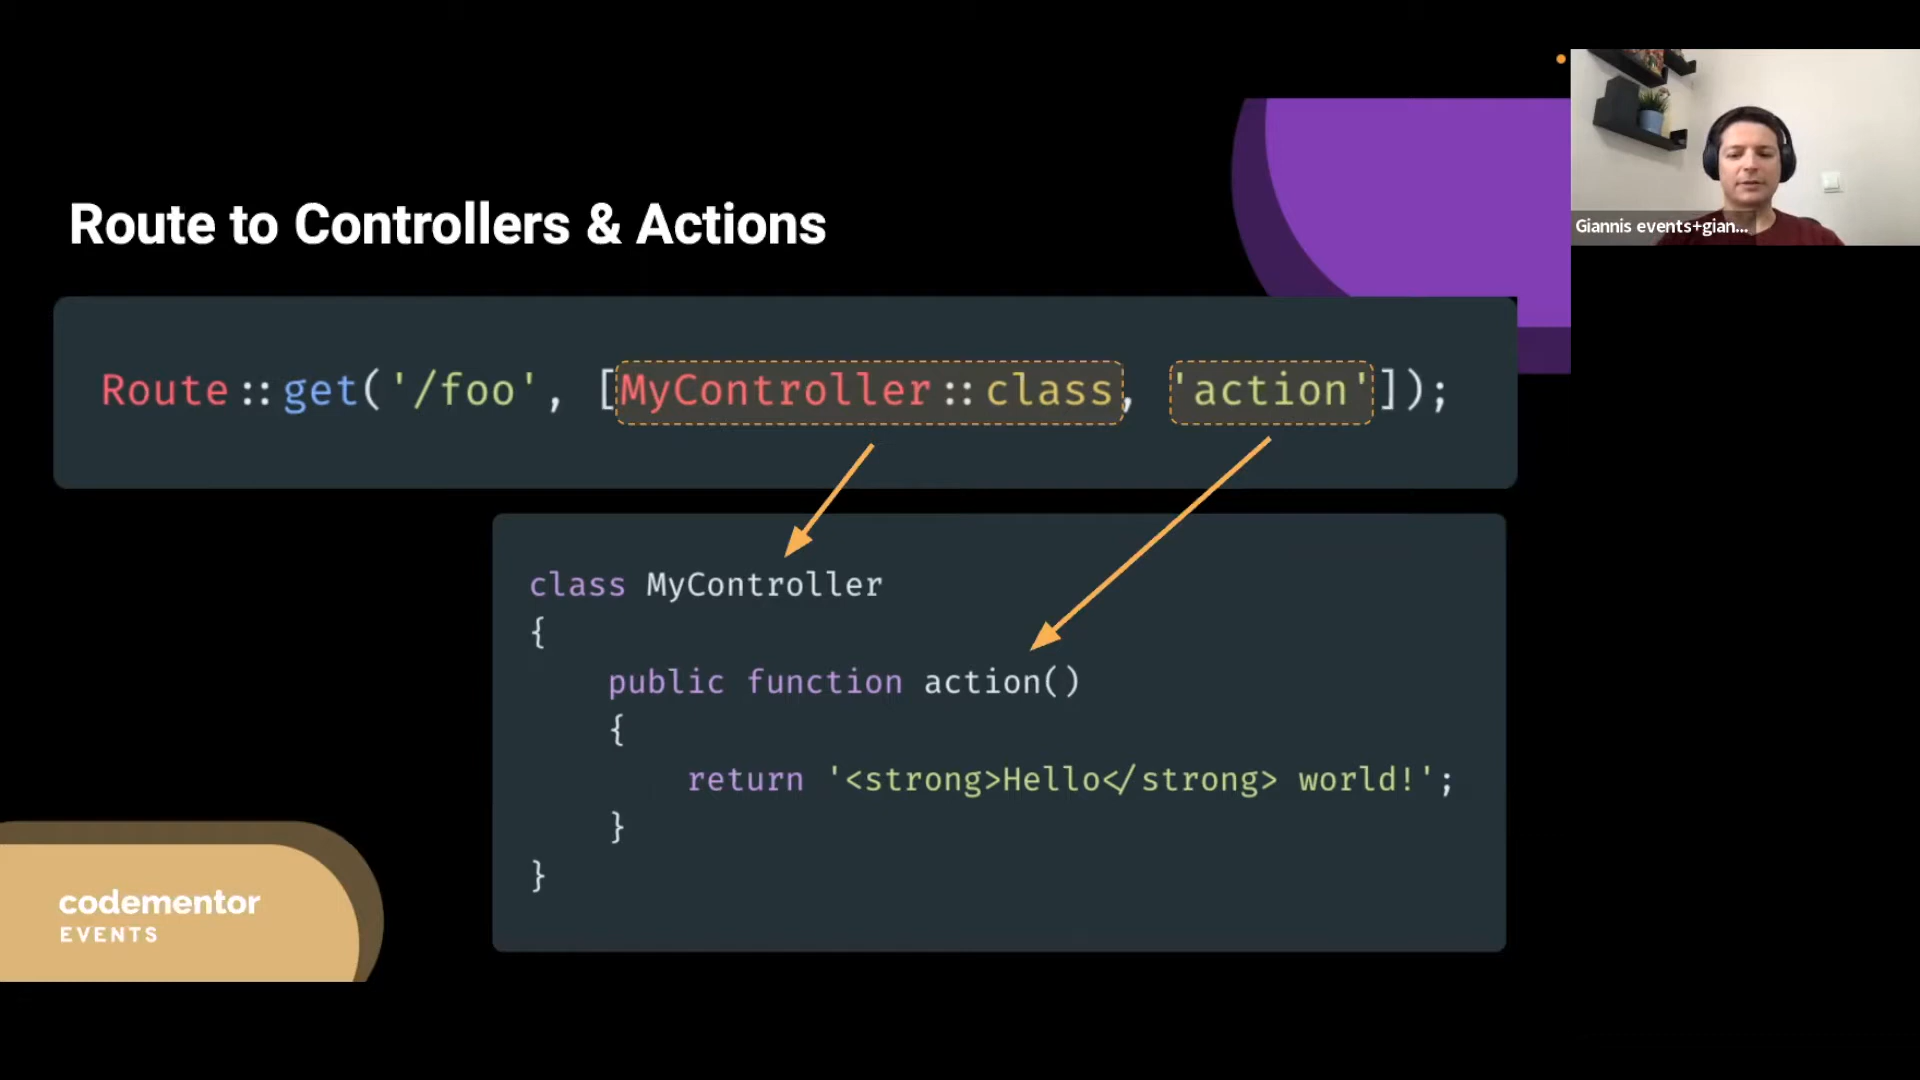 Giannis events+gian...
Route to Controllers & Actions
Route::get('/foo', [MyController::class, 'action']);
class MyController
{
    public function action()
    {
        return '<strong>Hello</strong> world!';
    }
}
codementor
EVENTS